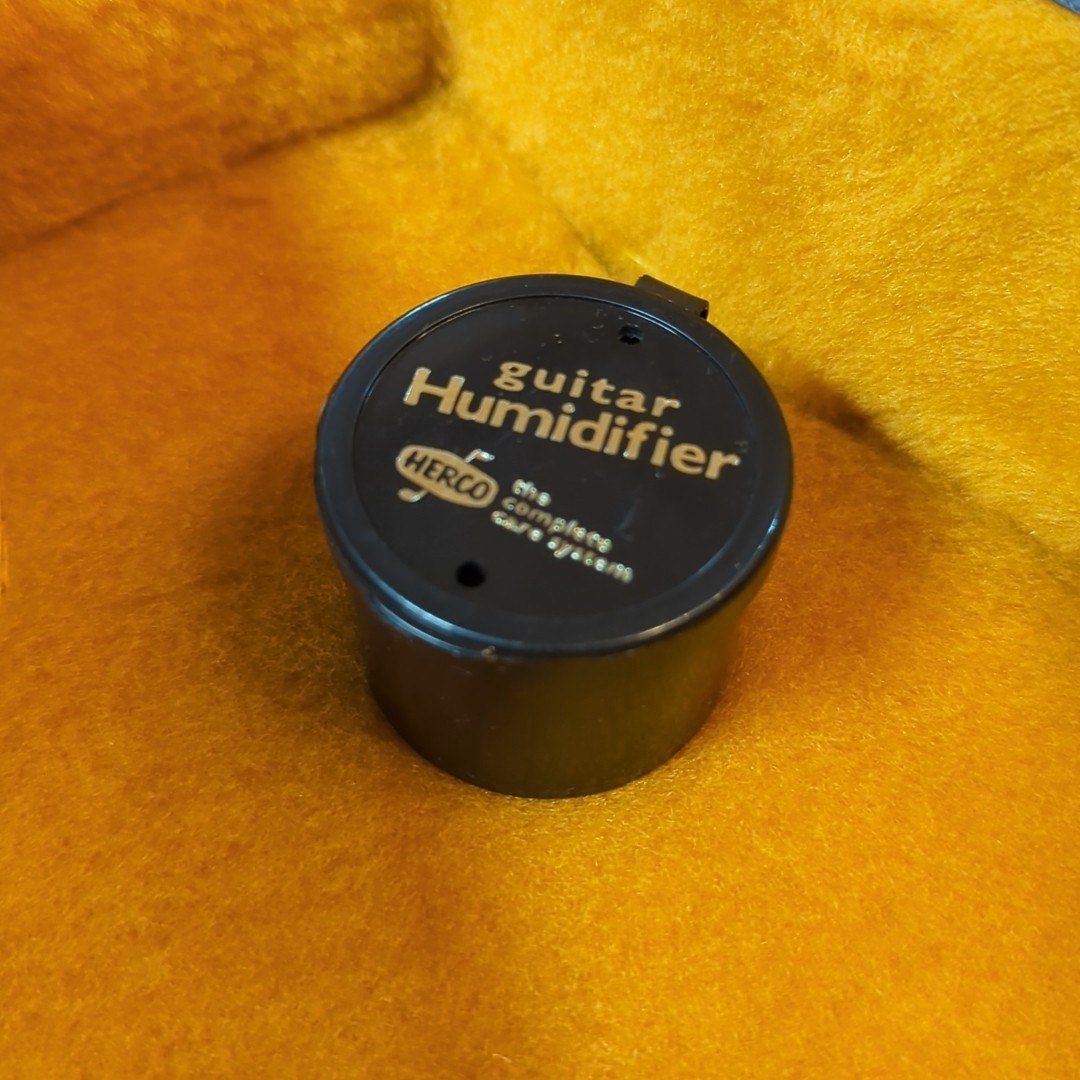 guitar
Humidifier
HERCO
the
complete
care system